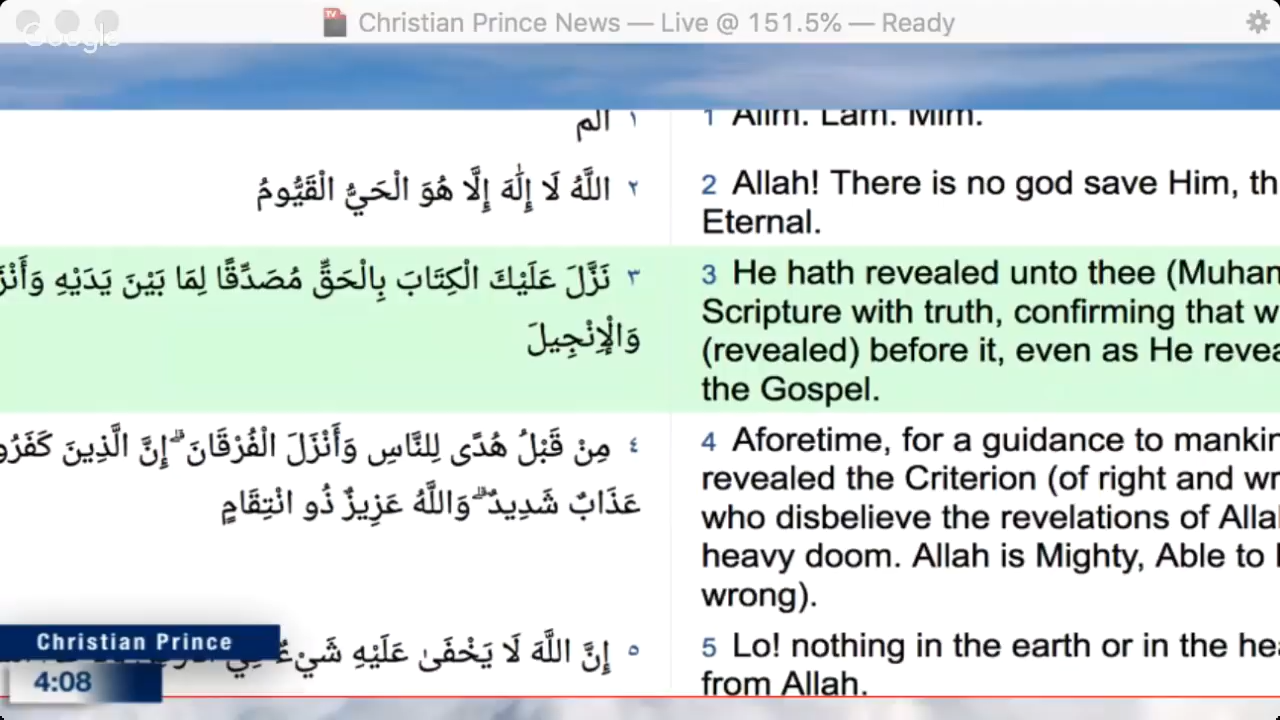 Christian Prince News — Live @ 151.5% — Ready
Google
١ الم
1 Alim. Lam. Mim.
٢ اللَّهُ لَا إِلَٰهَ إِلَّا هُوَ الْحَيُّ الْقَيُّومُ
2 Allah! There is no god save Him, th
Eternal.
٣ نَزَّلَ عَلَيْكَ الْكِتَابَ بِالْحَقِّ مُصَدِّقًا لِمَا بَيْنَ يَدَيْهِ وَأَنْزَ
وَالْإِنْجِيلَ
3 He hath revealed unto thee (Muham
Scripture with truth, confirming that w
(revealed) before it, even as He revea
the Gospel.
٤ مِنْ قَبْلُ هُدًى لِلنَّاسِ وَأَنْزَلَ الْفُرْقَانَ ۗ إِنَّ الَّذِينَ كَفَرُو
عَذَابٌ شَدِيدٌ ۗ وَاللَّهُ عَزِيزٌ ذُو انْتِقَامٍ
4 Aforetime, for a guidance to mankin
revealed the Criterion (of right and wr
who disbelieve the revelations of Alla
heavy doom. Allah is Mighty, Able to
wrong).
٥ إِنَّ اللَّهَ لَا يَخْفَىٰ عَلَيْهِ شَيْءٌ فِي
5 Lo! nothing in the earth or in the hea
from Allah.
Christian Prince
4:08